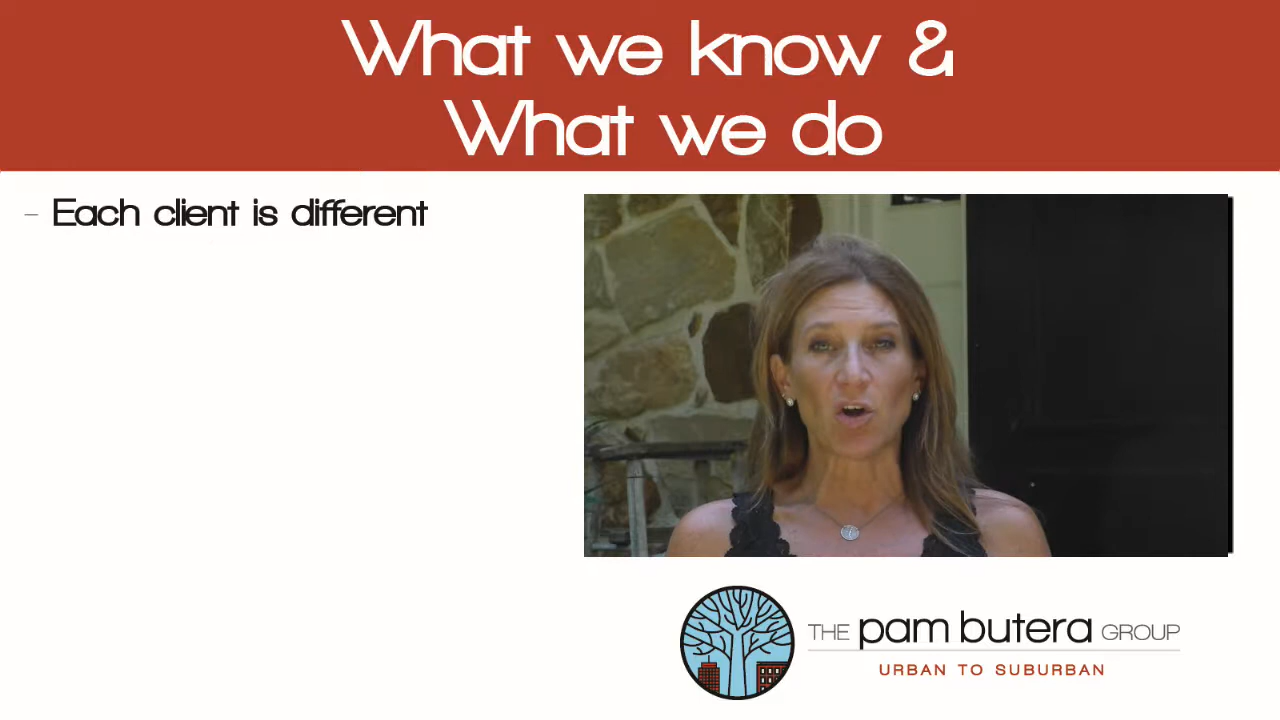 What we know &
What we do
– Each client is different
THE pam butera GROUP
URBAN TO SUBURBAN